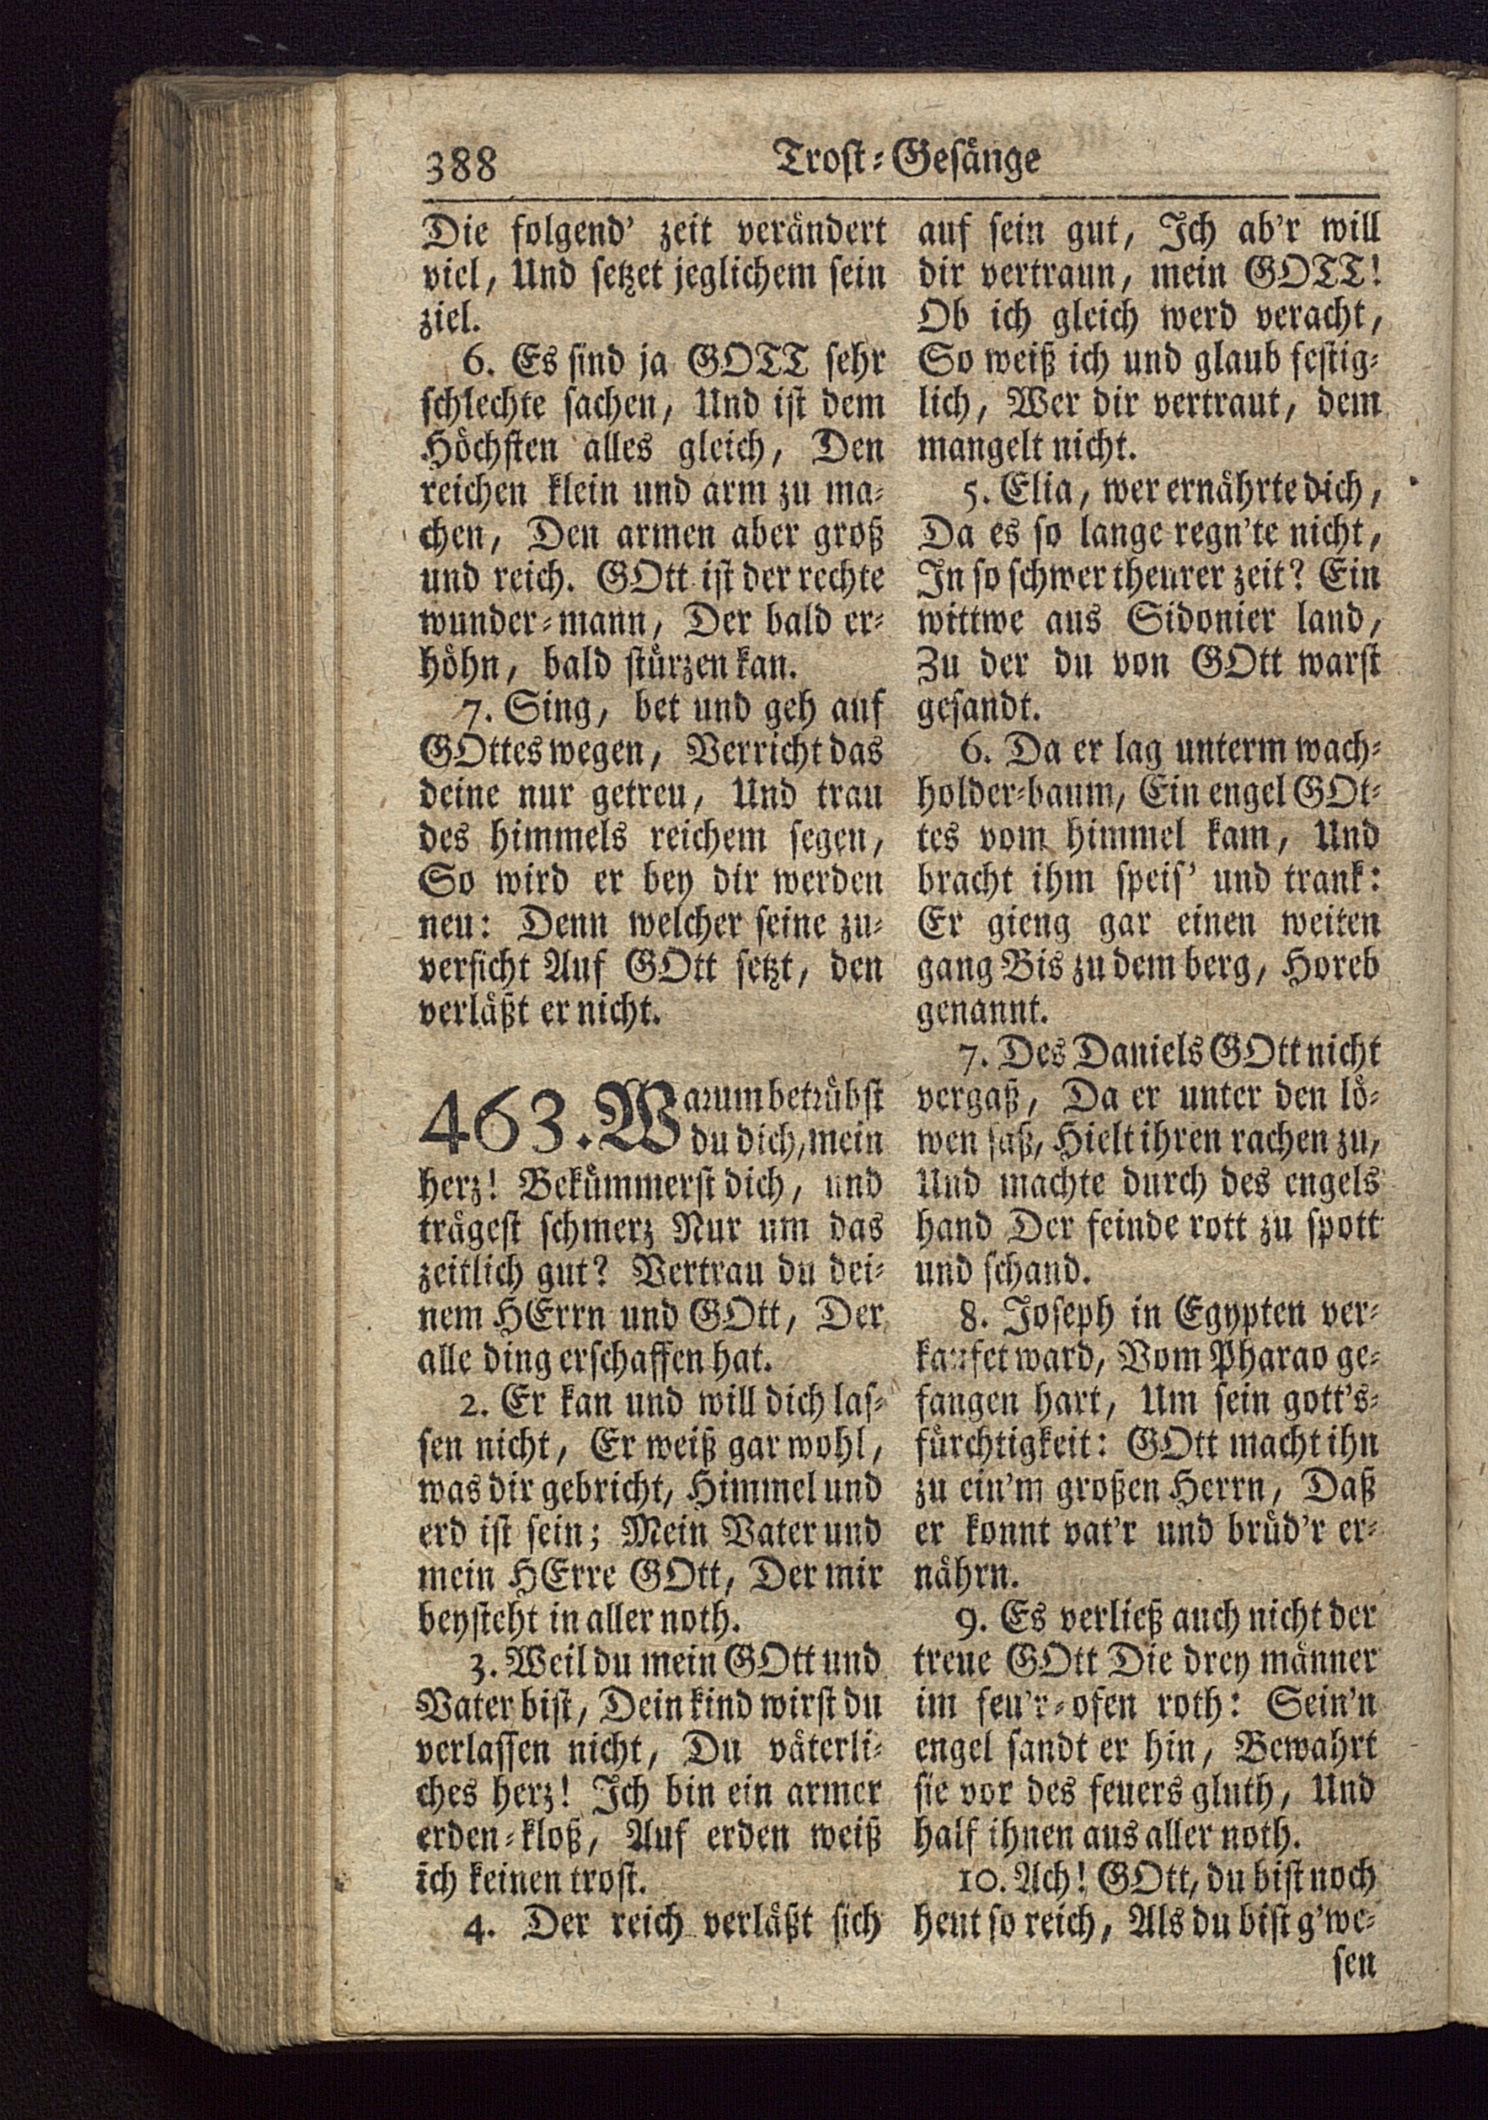 388 Trost-Gesänge
Die folgend' zeit verändert
viel, Und setzet jeglichem sein
ziel.
6. Es sind ja GOTT sehr
schlechte sachen, Und ist dem
Höchsten alles gleich, Den
reichen klein und arm zu ma-
chen, Den armen aber groß
und reich. GOtt ist der rechte
wunder-mann, Der bald er-
höhn, bald stürzen kan.
7. Sing, bet und geh auf
GOttes wegen, Verricht das
deine nur getreu, Und trau
des himmels reichem segen,
So wird er bey dir werden
neu: Denn welcher seine zu-
versicht Auf GOtt setzt, den
verläßt er nicht.
463. Warum betrübst
du dich, mein
herz! Bekümmerst dich, und
trägest schmerz Nur um das
zeitlich gut? Vertrau du dei-
nem HErrn und GOtt, Der
alle ding erschaffen hat.
2. Er kan und will dich las-
sen nicht, Er weiß gar wohl,
was dir gebricht, Himmel und
erd ist sein; Mein Vater und
mein HErre GOtt, Der mir
beysteht in aller noth.
3. Weil du mein GOtt und
Vater bist, Dein kind wirst du
verlassen nicht, Du väterli-
ches herz! Ich bin ein armer
erden-kloß, Auf erden weiß
ich keinen trost.
4. Der reich verläßt sich
auf sein gut, Ich ab'r will
dir vertraun, mein GOTT!
Ob ich gleich werd veracht,
So weiß ich und glaub festig-
lich, Wer dir vertraut, dem
mangelt nicht.
5. Elia, wer ernährte dich,
Da es so lange regn'te nicht,
In so schwer theurer zeit? Ein
wittwe aus Sidonier land,
Zu der du von GOtt warst
gesandt.
6. Da er lag unterm wach-
holder-baum, Ein engel GOt-
tes vom himmel kam, Und
bracht ihm speis' und trank:
Er gieng gar einen weiten
gang Bis zu dem berg, Horeb
genannt.
7. Des Daniels GOtt nicht
vergaß, Da er unter den lö-
wen saß, Hielt ihren rachen zu,
Und machte durch des engels
hand Der feinde rott zu spott
und schand.
8. Joseph in Egypten ver-
kaufet ward, Vom Pharao ge-
fangen hart, Um sein gott's-
fürchtigkeit: GOtt macht ihn
zu ein'm großen Herrn, Daß
er konnt vat'r und brüd'r er-
nährn.
9. Es verließ auch nicht der
treue GOtt Die drey männer
im feu'r-ofen roth: Sein'n
engel sandt er hin, Bewahrt
sie vor des feuers gluth, Und
half ihnen aus aller noth.
10. Ach! GOtt, du bist noch
heut so reich, Als du bist g'we-
sen